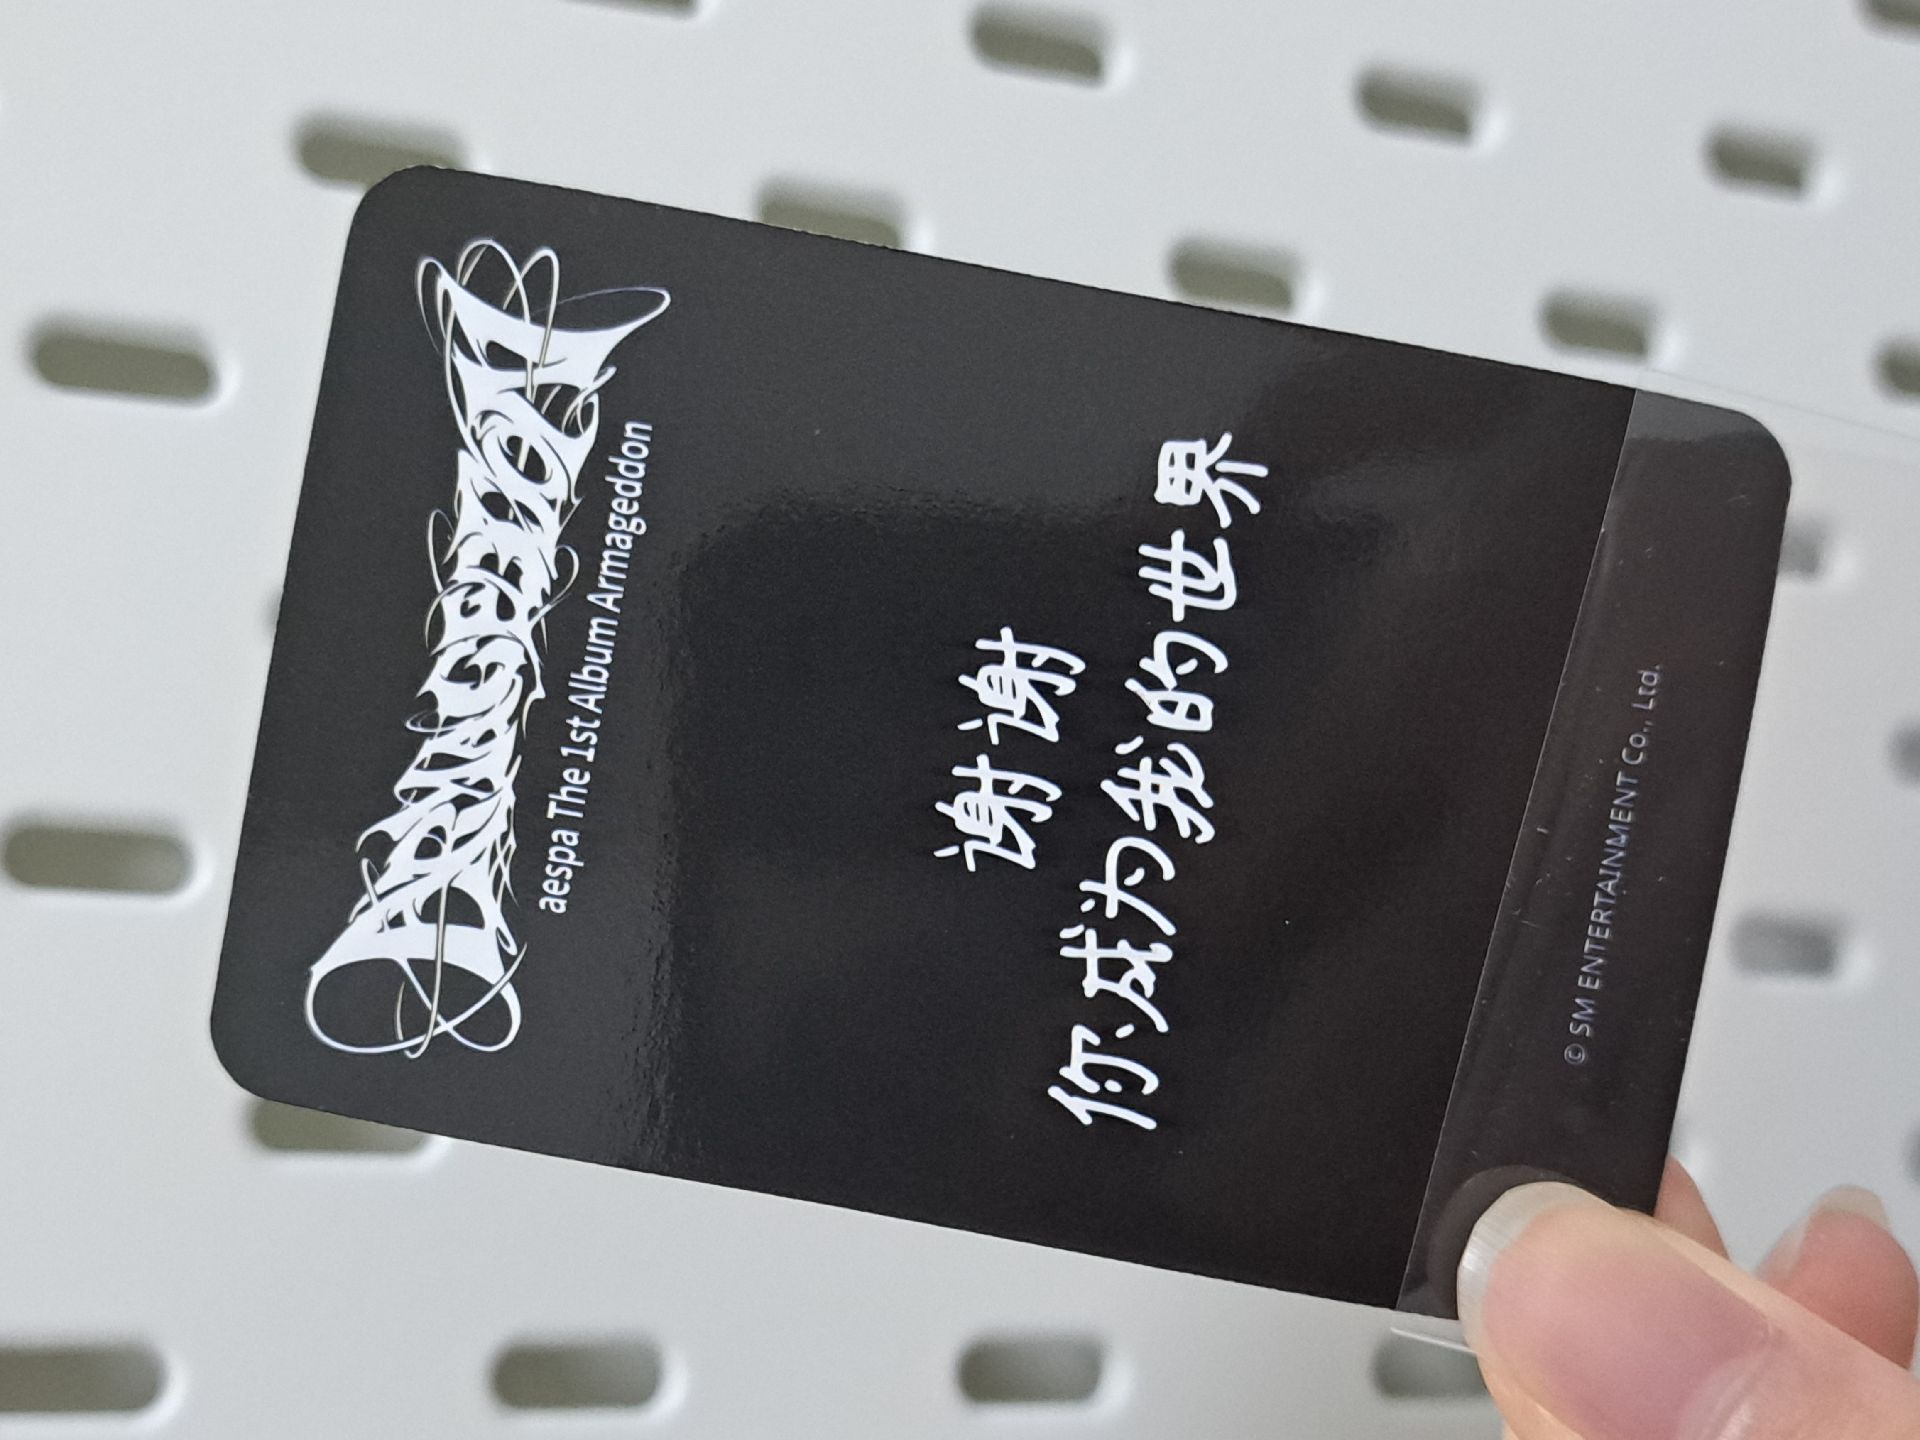 ARMAGEDDON
aespa The 1st Album Armageddon
谢谢
你成为我的世界
© SM ENTERTAINMENT Co., Ltd.